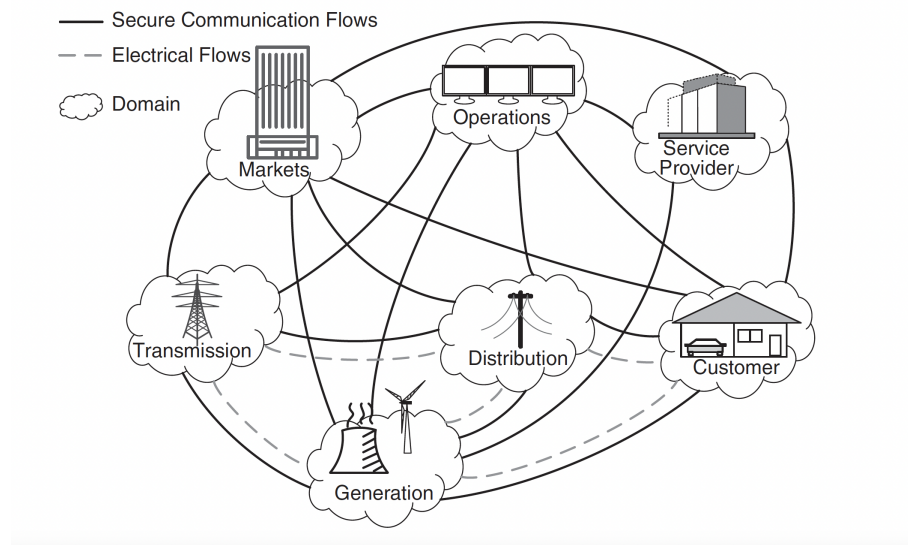 Secure Communication Flows
Electrical Flows
Domain
Markets
Operations
Service
Provider
Transmission
Distribution
Customer
Generation